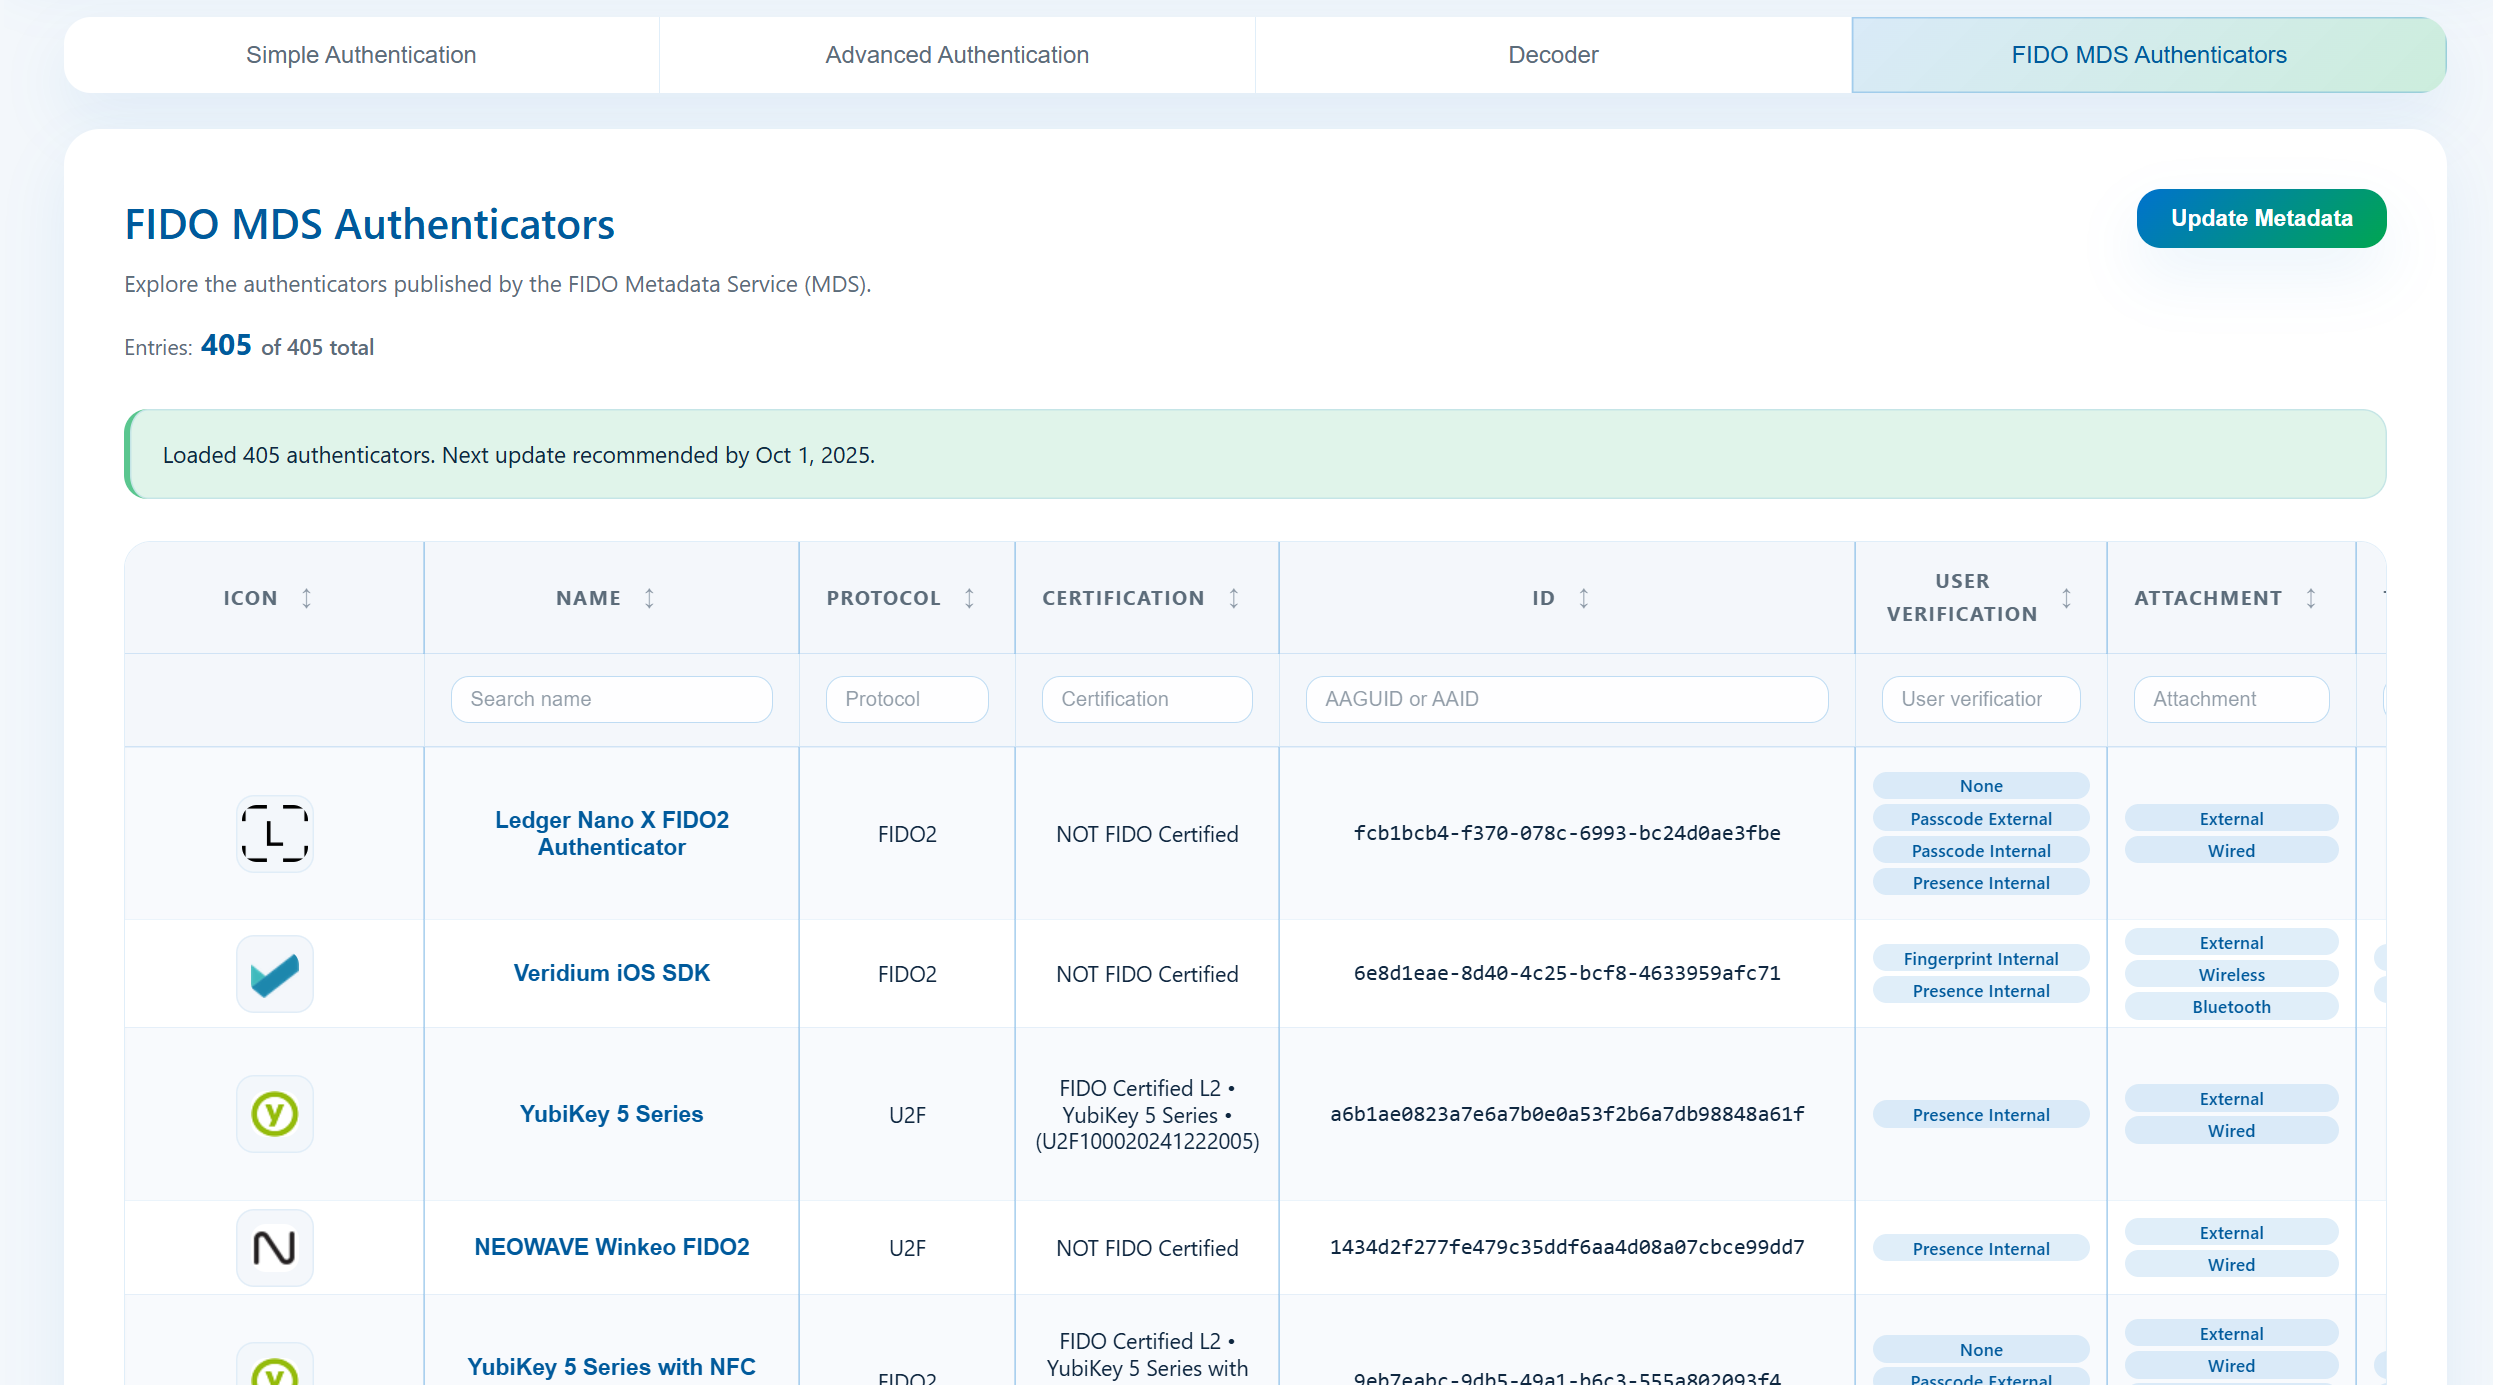 Simple Authentication
Advanced Authentication
Decoder
FIDO MDS Authenticators
FIDO MDS Authenticators
Update Metadata
Explore the authenticators published by the FIDO Metadata Service (MDS).
Entries: 405 of 405 total
Loaded 405 authenticators. Next update recommended by Oct 1, 2025.
ICON
NAME
PROTOCOL
CERTIFICATION
ID
USER
VERIFICATION
ATTACHMENT
Search name
Protocol
Certification
AAGUID or AAID
User verification
Attachment
L
Ledger Nano X FIDO2
Authenticator
FIDO2
NOT FIDO Certified
fcb1bcb4-f370-078c-6993-bc24d0ae3fbe
None
Passcode External
Passcode Internal
Presence Internal
External
Wired
Veridium iOS SDK
FIDO2
NOT FIDO Certified
6e8d1eae-8d40-4c25-bcf8-4633959afc71
Fingerprint Internal
Presence Internal
External
Wireless
Bluetooth
y
YubiKey 5 Series
U2F
FIDO Certified L2 •
YubiKey 5 Series •
(U2F100020241222005)
a6b1ae0823a7e6a7b0e0a53f2b6a7db98848a61f
Presence Internal
External
Wired
N
NEOWAVE Winkeo FIDO2
U2F
NOT FIDO Certified
1434d2f277fe479c35ddf6aa4d08a07cbce99dd7
Presence Internal
External
Wired
y
YubiKey 5 Series with NFC
FIDO2
FIDO Certified L2 •
YubiKey 5 Series with
9eb7eabc-9db5-49a1-b6c3-555a802093f4
None
Passcode External
External
Wired